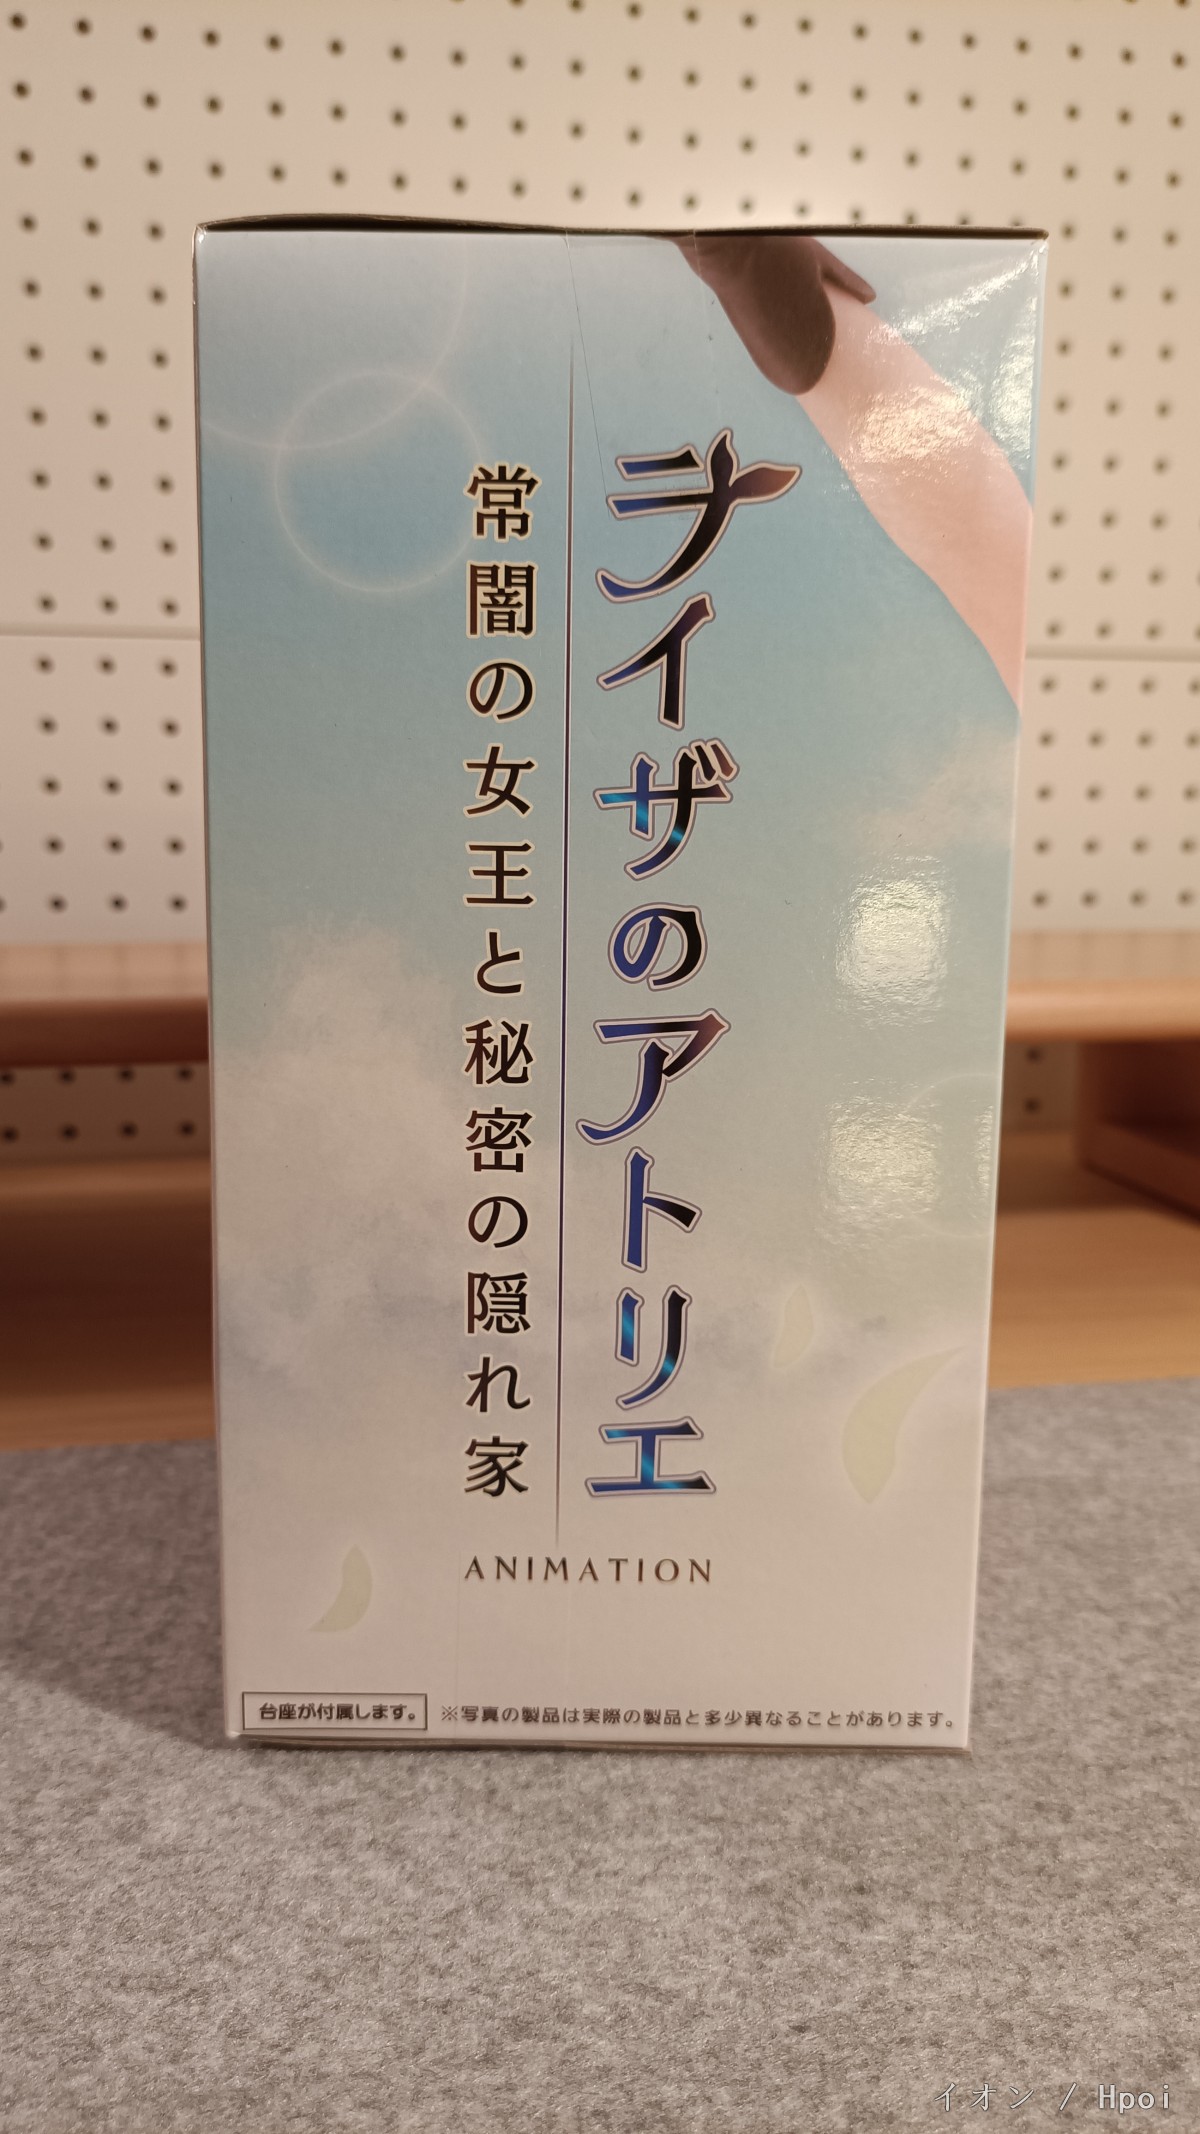 ライザのアトリエ
常闇の女王と秘密の隠れ家
ANIMATION
台座が付属します。
※写真の製品は実際の製品と多少異なることがあります。
イオン / Hpoi